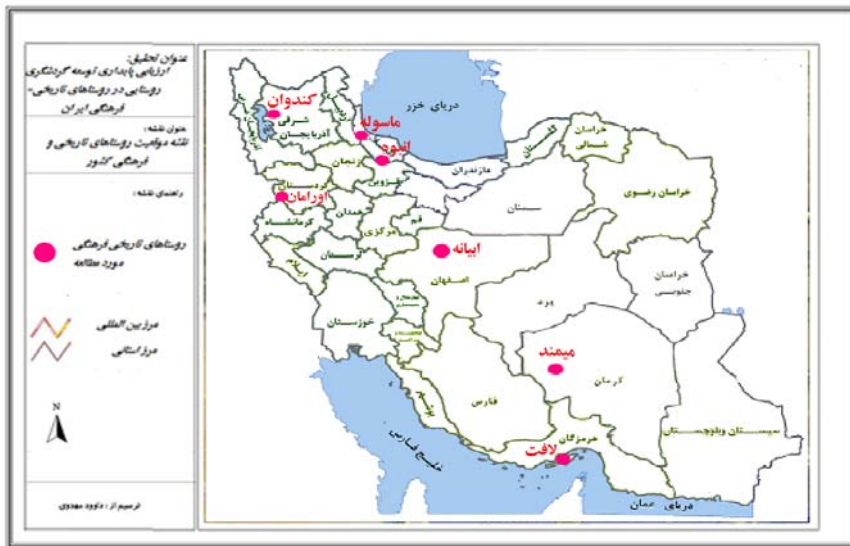 عنوان تحقیق:
ارزیابی پایداری توسعه گردشگری
روستایی در روستاهای تاریخی-
فرهنگی ایران
عنوان نقشه:
نقشه موقعیت روستاهای تاریخی و
فرهنگی کشور
راهنمای نقشه:
روستاهای تاریخی فرهنگی
مورد مطالعه
مرز بین المللی
مرز استانی
N
ترسیم از: داوود مهدوی
دریای خزر
کندوان
شرقی
آذربایجان
ماسوله
انبوه
زنجان
قزوین
مازندران
گلستان
خراسان
شمالی
خراسان رضوی
سمنان
کردستان
اورامان
همدان
کرمانشاه
مرکزی
قم
ابیانه
اصفهان
لرستان
ایلام
خوزستان
یزد
خراسان
جنوبی
میمند
کرمان
فارس
بوشهر
هرمزگان
لافت
سیستان وبلوچستان
خلیج فارس
دریای عمان